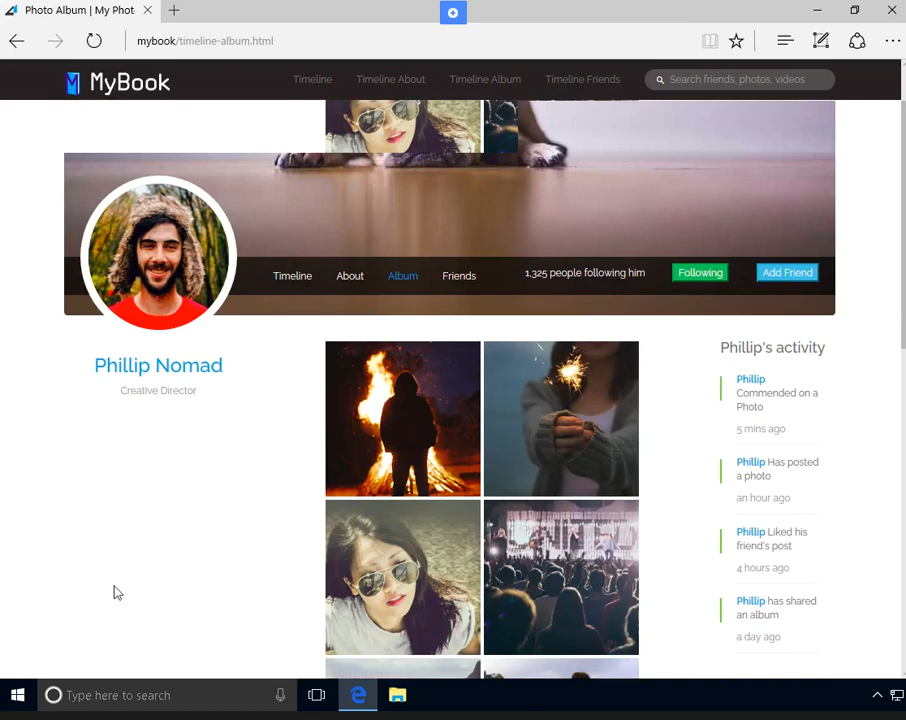 Photo Album | My Phot
mybook/timeline-album.html
MyBook
Timeline
Timeline About
Timeline Album
Timeline Friends
Search friends, photos, videos
Timeline
About
Album
Friends
1,325 people following him
Following
Add Friend
Phillip Nomad
Creative Director
Phillip's activity
Phillip
Commended on a
Photo
5 mins ago
Phillip Has posted
a photo
an hour ago
Phillip Liked his
friend's post
4 hours ago
Phillip has shared
an album
a day ago
Type here to search